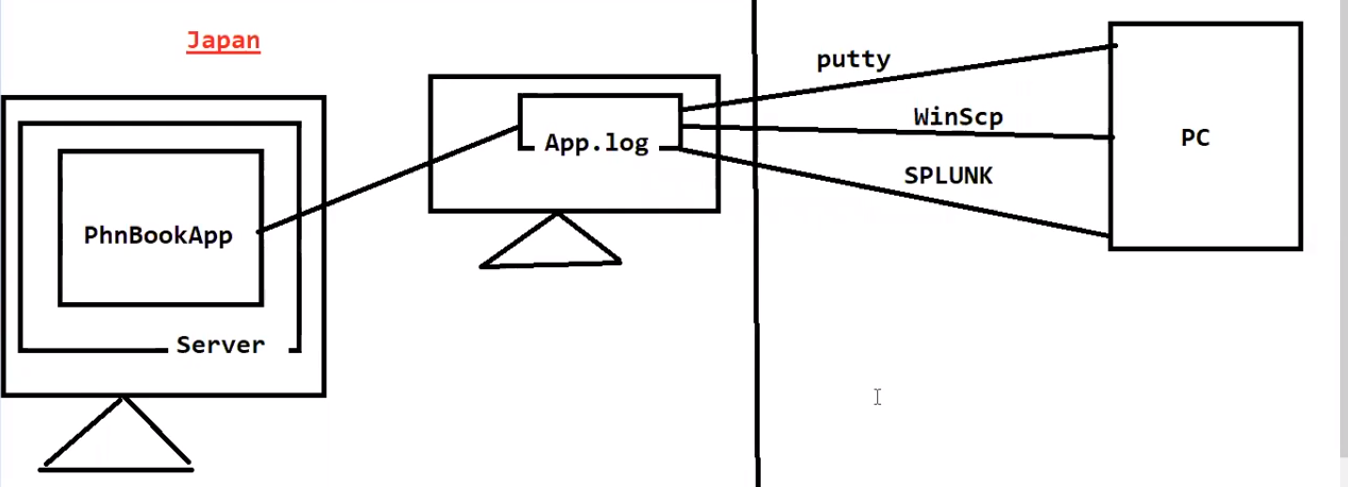 Japan
putty
WinScp
App.log
PC
SPLUNK
PhnBookApp
Server